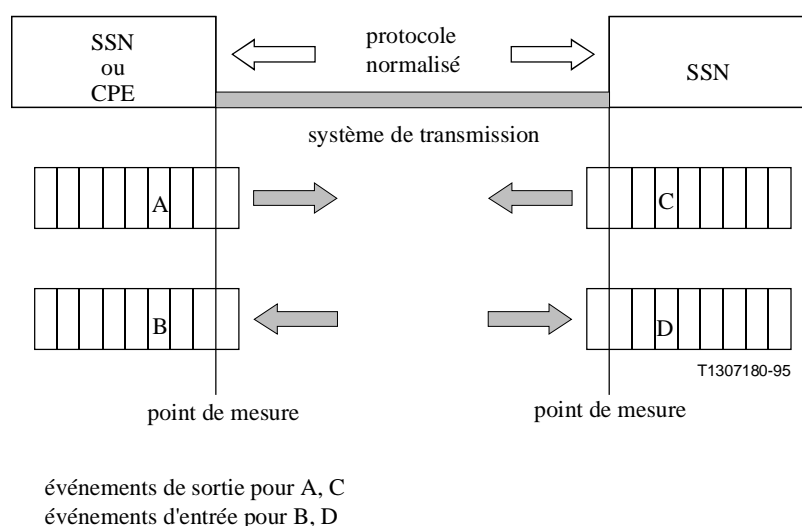 SSN
ou
CPE
protocole
normalisé
SSN
système de transmission
A
C
B
D
T1307180-95
point de mesure
point de mesure
événements de sortie pour A, C
événements d'entrée pour B, D